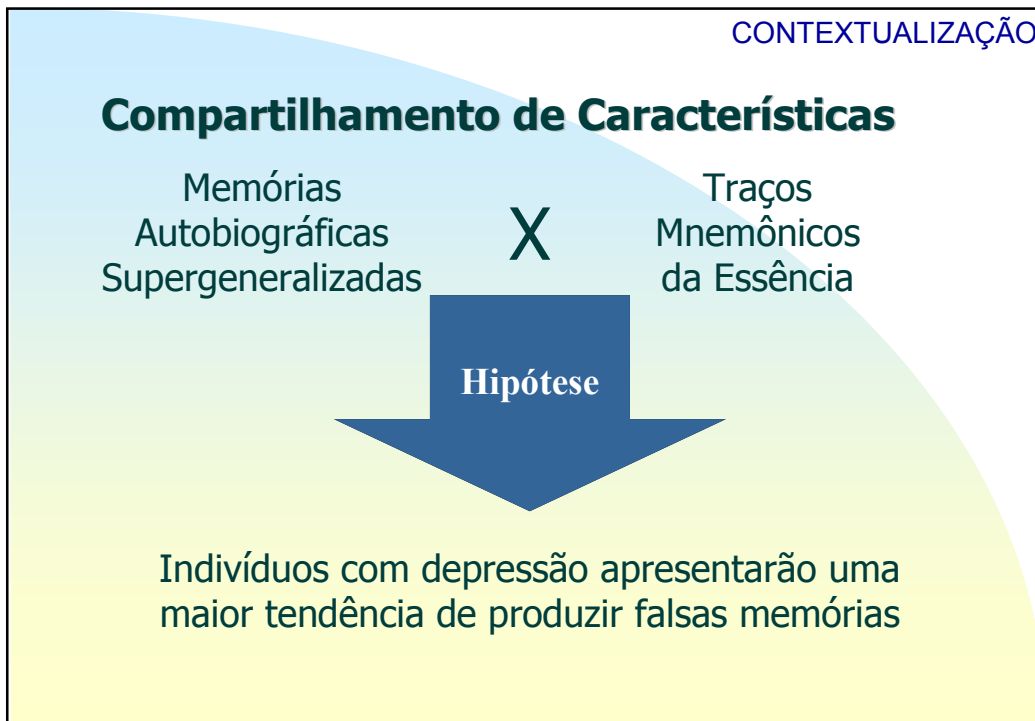 CONTEXTUALIZAÇÃO
Compartilhamento de Características
Memórias
Autobiográficas
Supergeneralizadas
X
Traços
Mnemônicos
da Essência
Hipótese
Indivíduos com depressão apresentarão uma
maior tendência de produzir falsas memórias